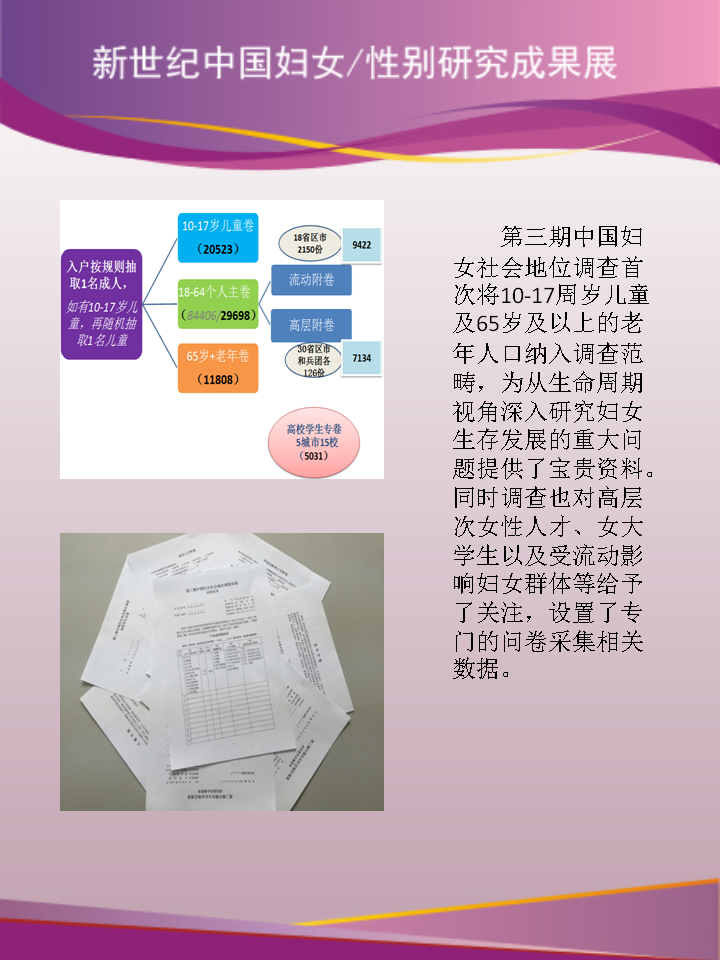 新世纪中国妇女/性别研究成果展
入户按规则抽
取1名成人，
如有10-17岁儿
童，再随机抽
取1名儿童
10-17岁儿童卷
（20523）
18-64个人主卷
（84406/29698）
65岁+老年卷
（11808）
18省区市
2150份
9422
流动附卷
高层附卷
30省区市
和兵团各
126份
7134
高校学生专卷
5城市15校
（5031）
第三期中国妇
女社会地位调查首
次将10-17周岁儿童
及65岁及以上的老
年人口纳入调查范
畴，为从生命周期
视角深入研究妇女
生存发展的重大问
题提供了宝贵资料。
同时调查也对高层
次女性人才、女大
学生以及受流动影
响妇女群体等给予
了关注，设置了专
门的问卷采集相关
数据。